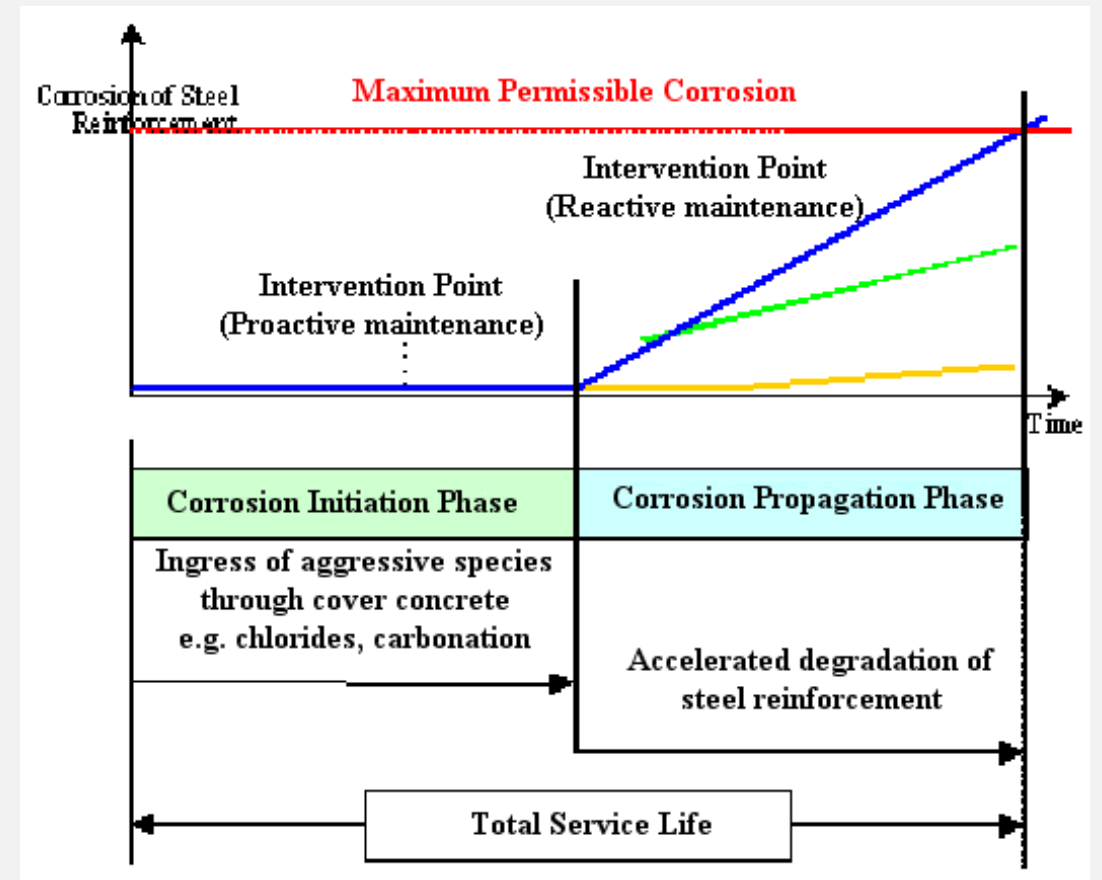 Maximum Permissible Corrosion
Corrosion of Steel
Reinforcement
Intervention Point
(Reactive maintenance)
Intervention Point
(Proactive maintenance)
Time
Corrosion Initiation Phase
Corrosion Propagation Phase
Ingress of aggressive species
through cover concrete
e.g. chlorides, carbonation
Accelerated degradation of
steel reinforcement
Total Service Life